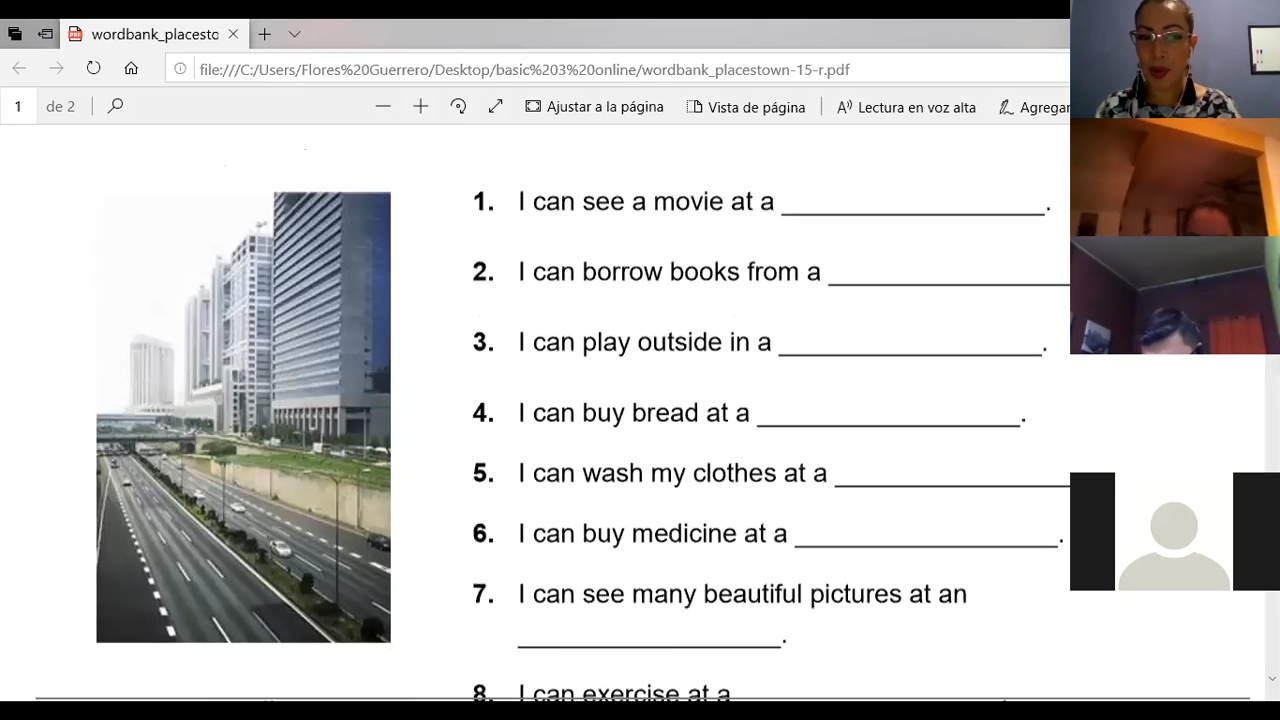 wordbank_placesto
file:///C:/Users/Flores%20Guerrero/Desktop/basic%203%20online/wordbank_placestown-15-r.pdf
1 de 2 Ajustar a la página Vista de página Lectura en voz alta Agregar
1. I can see a movie at a ___________________.
2. I can borrow books from a ___________________
3. I can play outside in a ___________________.
4. I can buy bread at a ___________________.
5. I can wash my clothes at a ___________________
6. I can buy medicine at a ___________________.
7. I can see many beautiful pictures at an
___________________.
8. I can exercise at a